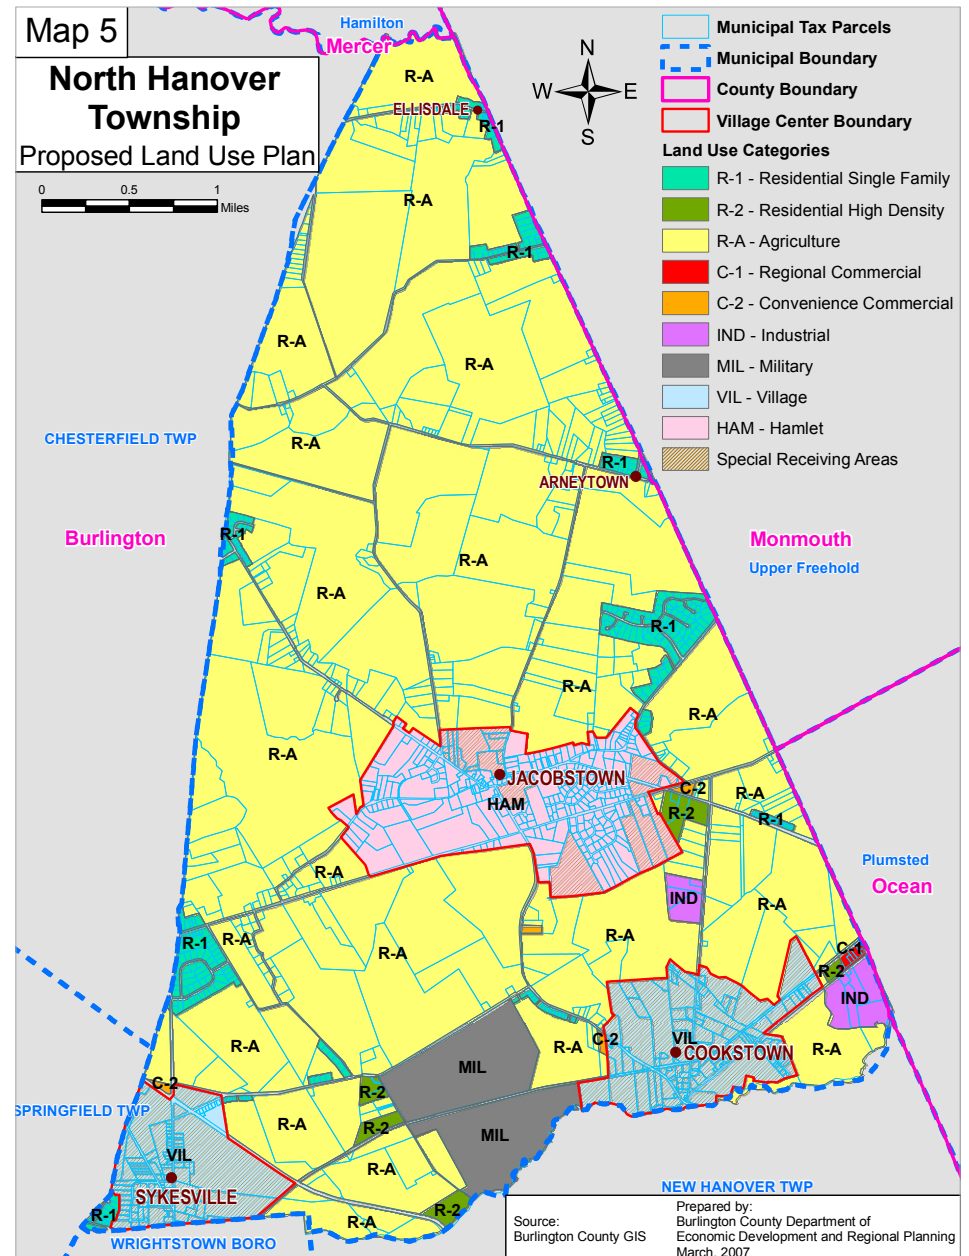 Map 5
North Hanover
Township
Proposed Land Use Plan
0 0.5 1
Miles
Hamilton
Mercer
N
W E
S
Municipal Tax Parcels
Municipal Boundary
County Boundary
Village Center Boundary
Land Use Categories
R-1 - Residential Single Family
R-2 - Residential High Density
R-A - Agriculture
C-1 - Regional Commercial
C-2 - Convenience Commercial
IND - Industrial
MIL - Military
VIL - Village
HAM - Hamlet
Special Receiving Areas
R-A
ELLISDALE
R-1
R-A
R-1
R-A
R-A
CHESTERFIELD TWP
R-A
R-1
ARNEYTOWN
Burlington
R-1
Monmouth
Upper Freehold
R-A
R-A
R-1
R-A
R-A
R-A
JACOBSTOWN
HAM
C-2
R-A
R-2
R-1
Plumsted
Ocean
R-A
IND
R-A
R-1
R-A
R-A
R-A
C-1
R-2
IND
R-A
MIL
R-A
C-2
VIL
COOKSTOWN
R-A
C-2
R-2
SPRINGFIELD TWP
R-A
R-2
MIL
VIL
R-A
SYKESVILLE
NEW HANOVER TWP
R-1
R-2
R-A
WRIGHTSTOWN BORO
Source:
Burlington County GIS
Prepared by:
Burlington County Department of
Economic Development and Regional Planning
March, 2007